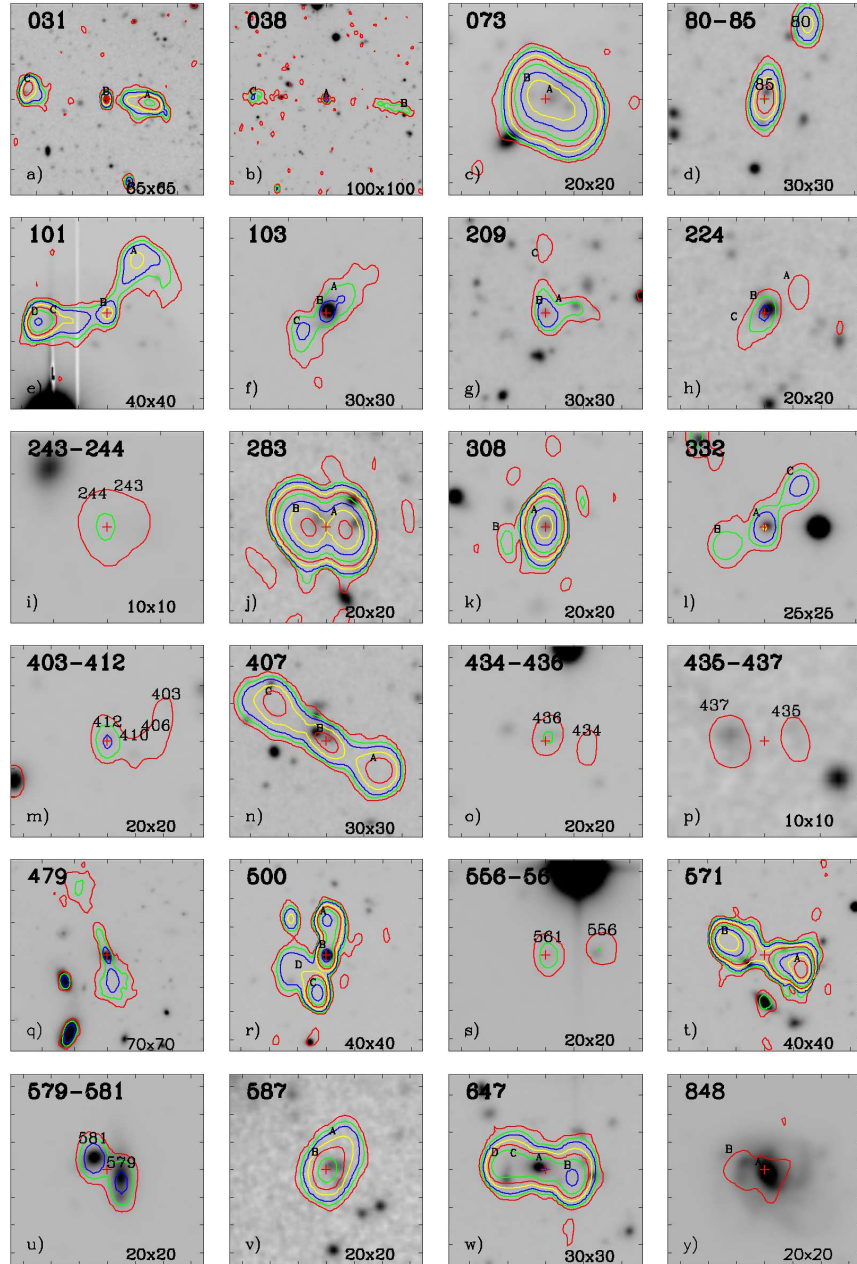 031
C
B
A
a)
65x65
038
C
A
B
b)
100x100
073
B
A
c)
20x20
80-85
80
85
d)
30x30
101
A
B
D
C
e)
40x40
103
A
B
C
f)
30x30
209
C
B
A
g)
30x30
224
A
B
C
h)
20x20
243-244
244
243
i)
10x10
283
B
A
j)
20x20
308
A
B
k)
20x20
332
C
A
B
l)
25x25
403-412
403
412
406
410
m)
20x20
407
C
B
A
n)
30x30
434-436
436
434
o)
20x20
435-437
437
435
p)
10x10
479
q)
70x70
500
A
B
D
C
r)
40x40
556-56
561
556
s)
20x20
571
B
A
t)
40x40
579-581
581
579
u)
20x20
587
A
B
v)
20x20
647
D
C
A
B
w)
30x30
848
B
A
y)
20x20